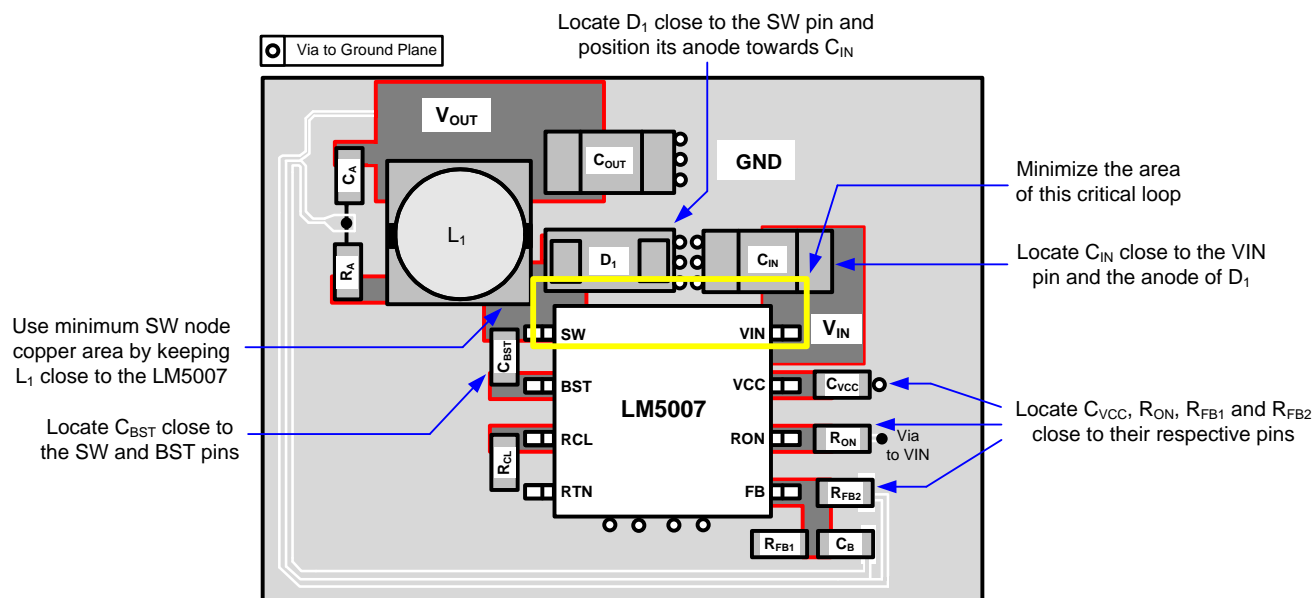 Locate D1 close to the SW pin and
position its anode towards CIN
Via to Ground Plane
VOUT
COUT
GND
CA
Minimize the area
of this critical loop
L1
D1
CIN
Locate CIN close to the VIN
pin and the anode of D1
RA
Use minimum SW node
copper area by keeping
L1 close to the LM5007
SW
VIN
VIN
CBST
BST
VCC
CVCC
LM5007
Locate CBST close to
the SW and BST pins
Locate CVCC, RON, RFB1 and RFB2
close to their respective pins
RCL
RCL
RON
RON
Via
to VIN
RTN
FB
RFB2
RFB1
CB